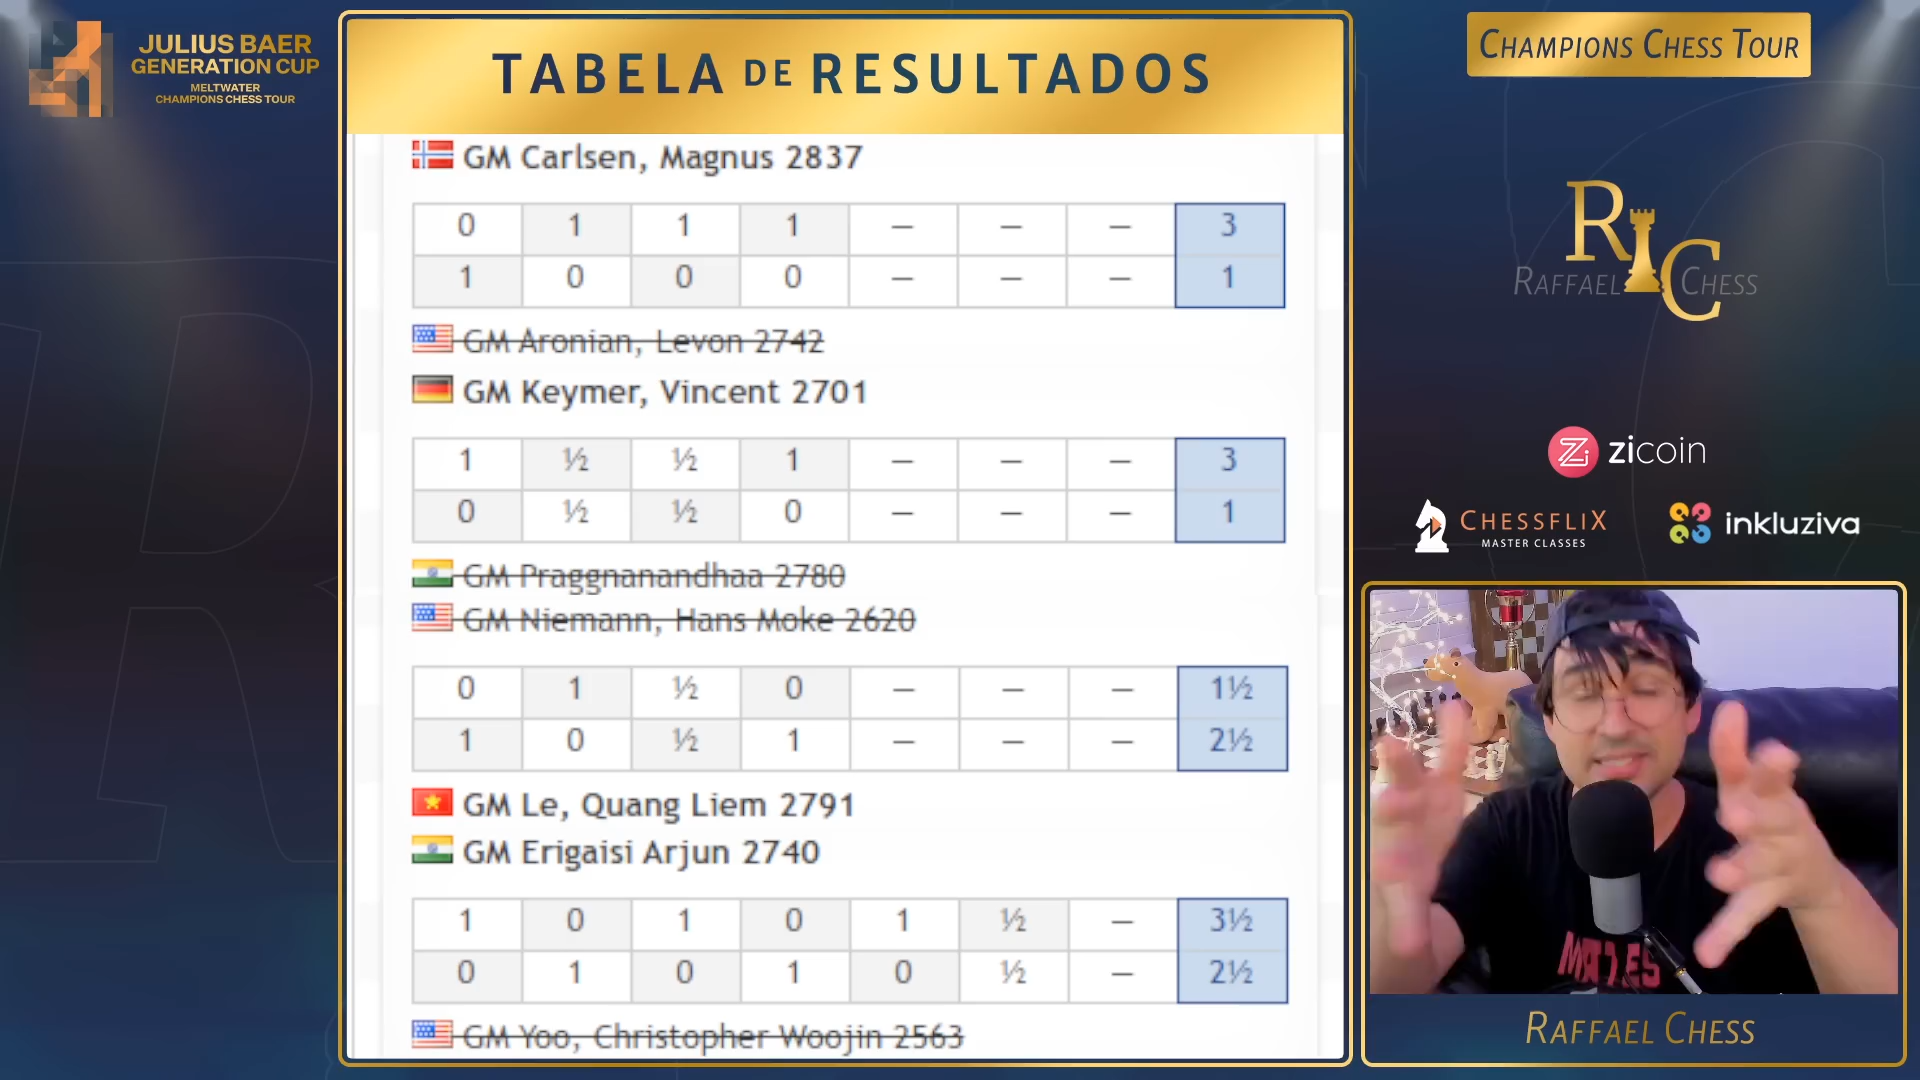 JULIUS BAER
GENERATION CUP
MELTWATER
CHAMPIONS CHESS TOUR
TABELA DE RESULTADOS
GM Carlsen, Magnus 2837
0 1 1 1 — — — 3
1 0 0 0 — — — 1
GM Aronian, Levon 2742
GM Keymer, Vincent 2701
1 ½ ½ 1 — — — 3
0 ½ ½ 0 — — — 1
GM Praggnanandhaa 2780
GM Niemann, Hans Moke 2620
0 1 ½ 0 — — — 1½
1 0 ½ 1 — — — 2½
GM Le, Quang Liem 2791
GM Erigaisi Arjun 2740
1 0 1 0 1 ½ — 3½
0 1 0 1 0 ½ — 2½
GM Yoo, Christopher Woojin 2563
CHAMPIONS CHESS TOUR
R C
RAFFAEL CHESS
zicoin
CHESSFLIX
MASTER CLASSES
inkluziva
RAFFAEL CHESS